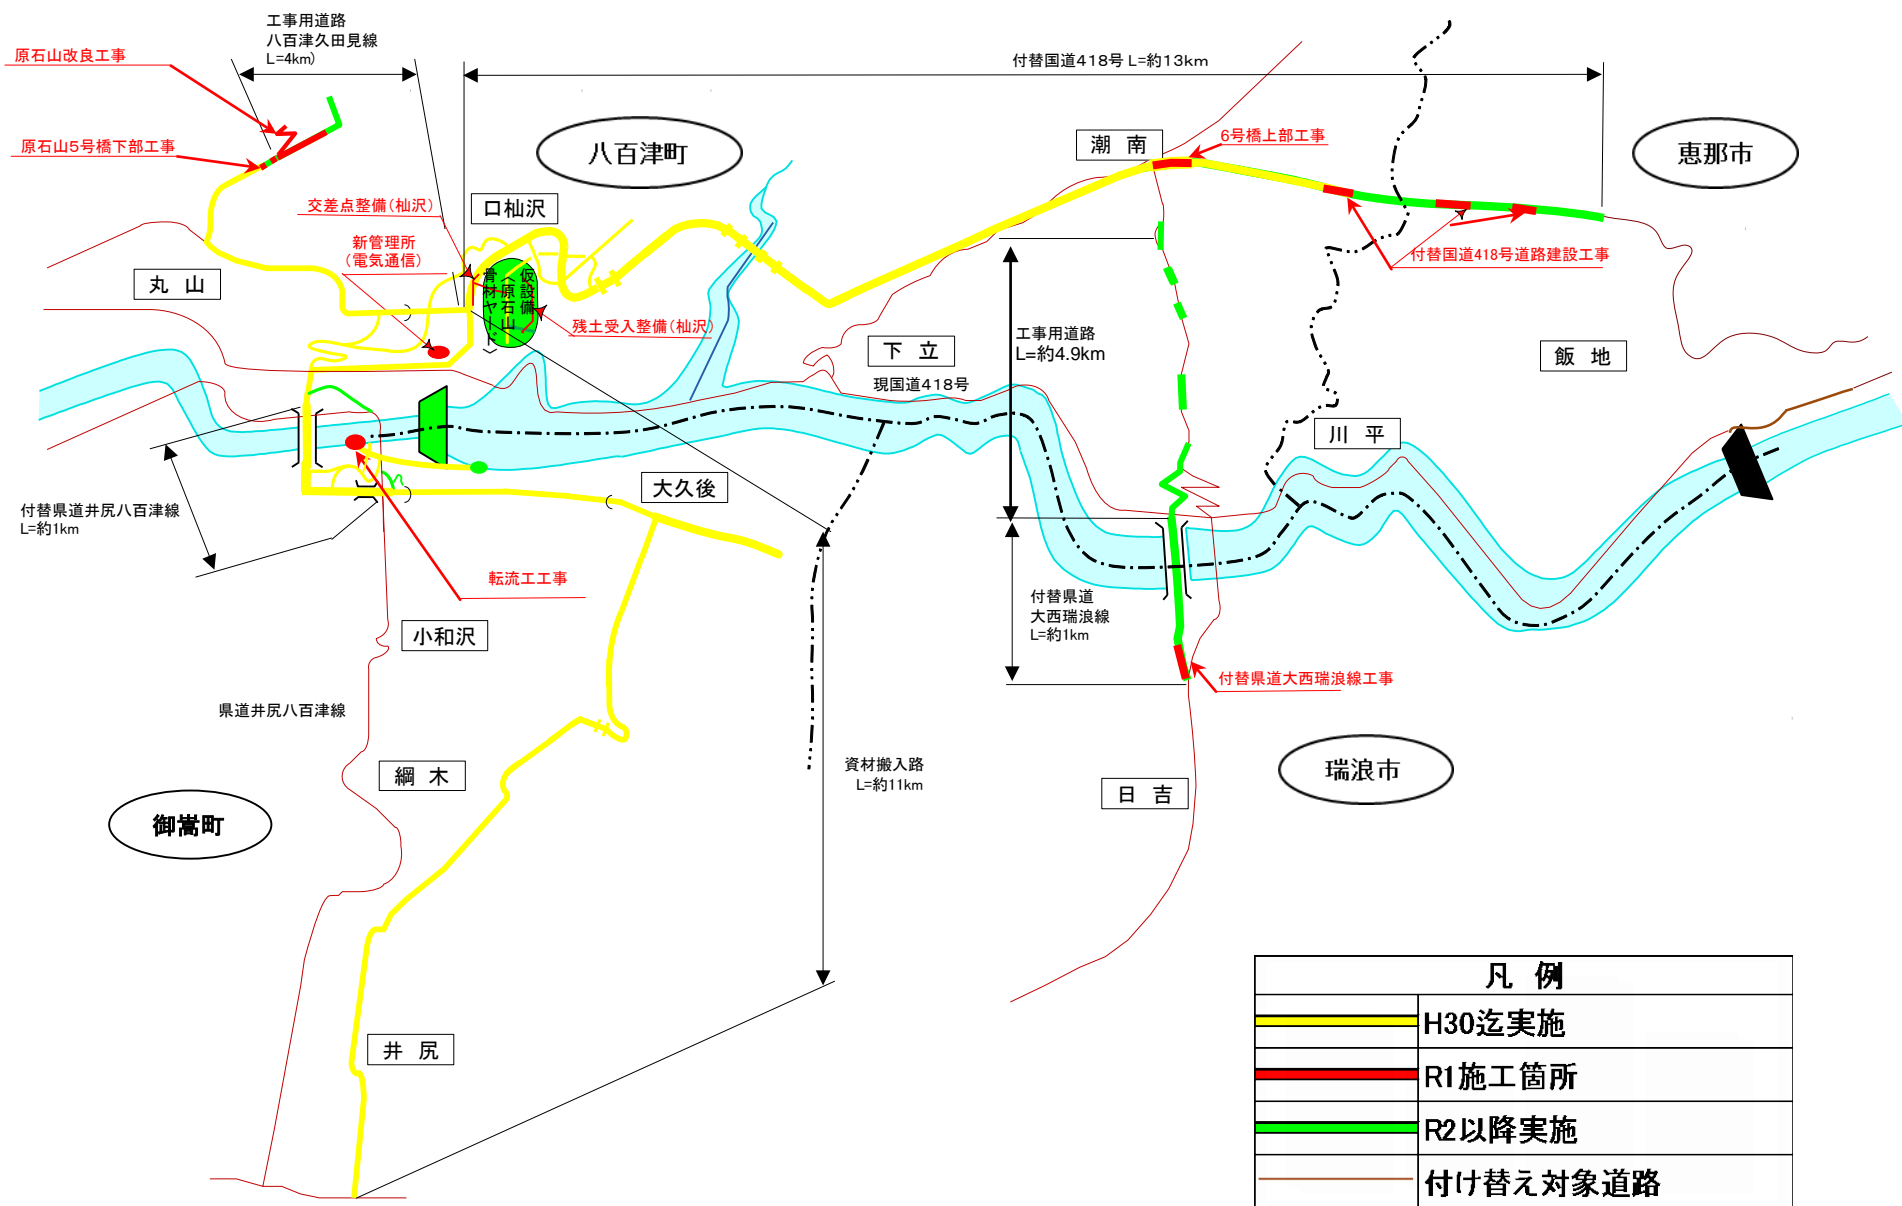 工事用道路
八百津久田見線
L=4km)
原石山改良工事
付替国道418号 L=約13km
原石山5号橋下部工事
八百津町
潮南
6号橋上部工事
恵那市
交差点整備(杣沢)
口杣沢
新管理所
(電気通信)
付替国道418号道路建設工事
丸山
仮設備
(原石山
骨材ヤード)
残土受入整備(杣沢)
工事用道路
L=約4.9km
下立
飯地
現国道418号
川平
大久後
付替県道井尻八百津線
L=約1km
転流工工事
付替県道
大西瑞浪線
L=約1km
小和沢
付替県道大西瑞浪線工事
県道井尻八百津線
綱木
資材搬入路
L=約11km
瑞浪市
日吉
御嵩町
井尻
凡例
H30迄実施
R1施工箇所
R2以降実施
付け替え対象道路